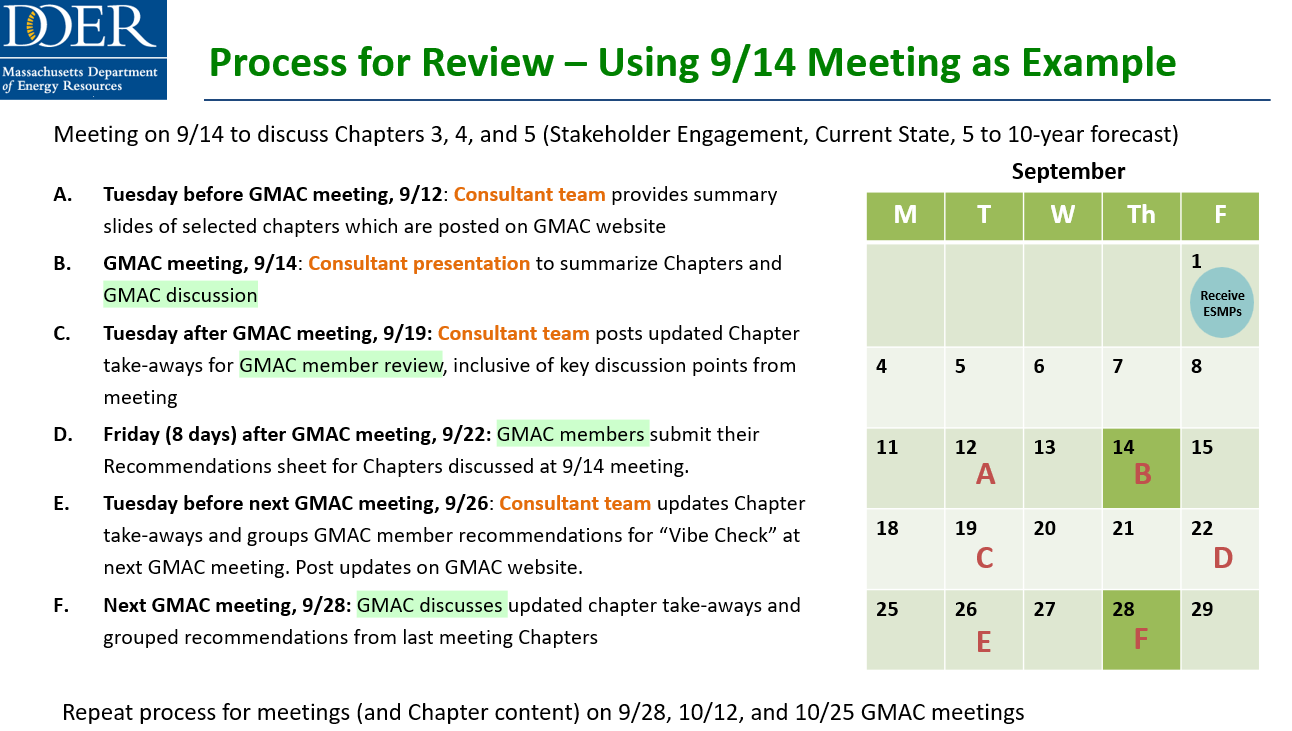 DOER
Massachusetts Department
of Energy Resources
Process for Review – Using 9/14 Meeting as Example
Meeting on 9/14 to discuss Chapters 3, 4, and 5 (Stakeholder Engagement, Current State, 5 to 10-year forecast)
A. Tuesday before GMAC meeting, 9/12: Consultant team provides summary
slides of selected chapters which are posted on GMAC website
B. GMAC meeting, 9/14: Consultant presentation to summarize Chapters and
GMAC discussion
C. Tuesday after GMAC meeting, 9/19: Consultant team posts updated Chapter
take-aways for GMAC member review, inclusive of key discussion points from
meeting
D. Friday (8 days) after GMAC meeting, 9/22: GMAC members submit their
Recommendations sheet for Chapters discussed at 9/14 meeting.
E. Tuesday before next GMAC meeting, 9/26: Consultant team updates Chapter
take-aways and groups GMAC member recommendations for “Vibe Check” at
next GMAC meeting. Post updates on GMAC website.
F. Next GMAC meeting, 9/28: GMAC discusses updated chapter take-aways and
grouped recommendations from last meeting Chapters
September
M T W Th F
1
Receive
ESMPs
4 5 6 7 8
11 12 13 14 15
A B
18 19 20 21 22
C D
25 26 27 28 29
E F
Repeat process for meetings (and Chapter content) on 9/28, 10/12, and 10/25 GMAC meetings